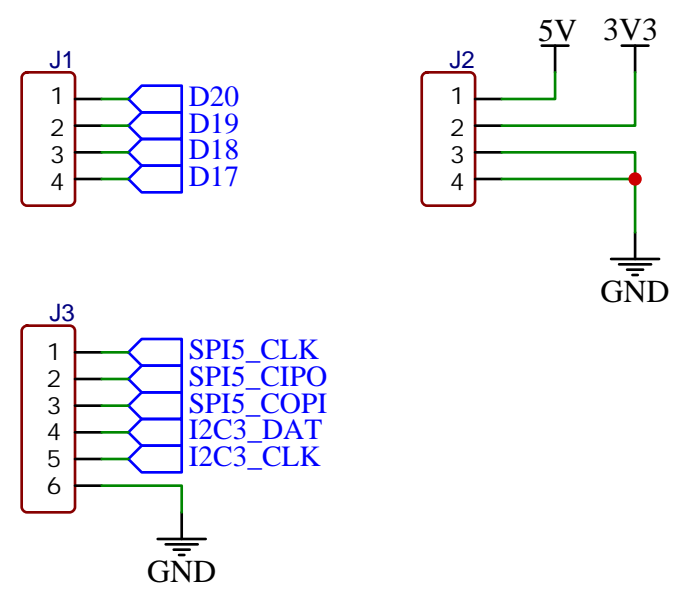 J1
1 D20
2 D19
3 D18
4 D17
5V 3V3
J2
1
2
3
4
GND
J3
1 SPI5_CLK
2 SPI5_CIPO
3 SPI5_COPI
4 I2C3_DAT
5 I2C3_CLK
6
GND